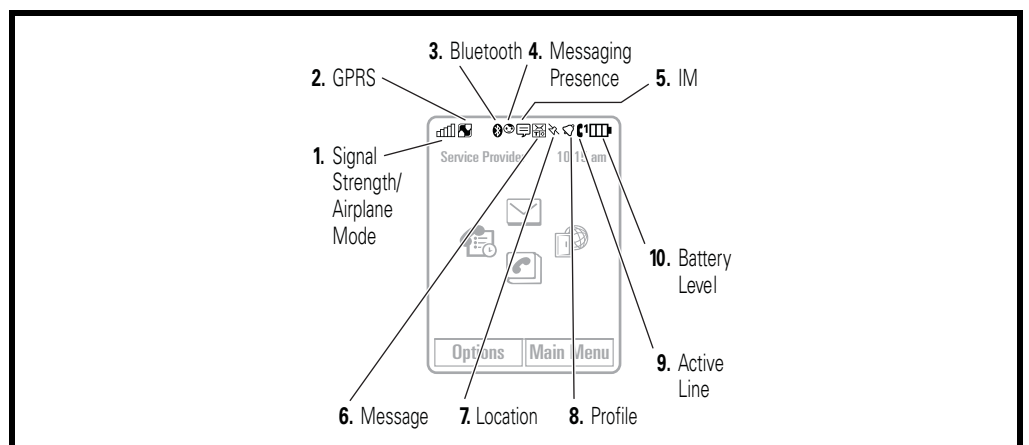 3. Bluetooth 4. Messaging
Presence
5. IM
2. GPRS
1. Signal
Strength/
Airplane
Mode
Service Provider 10:15 am
10. Battery
Level
Options Main Menu
9. Active
Line
6. Message 7. Location 8. Profile